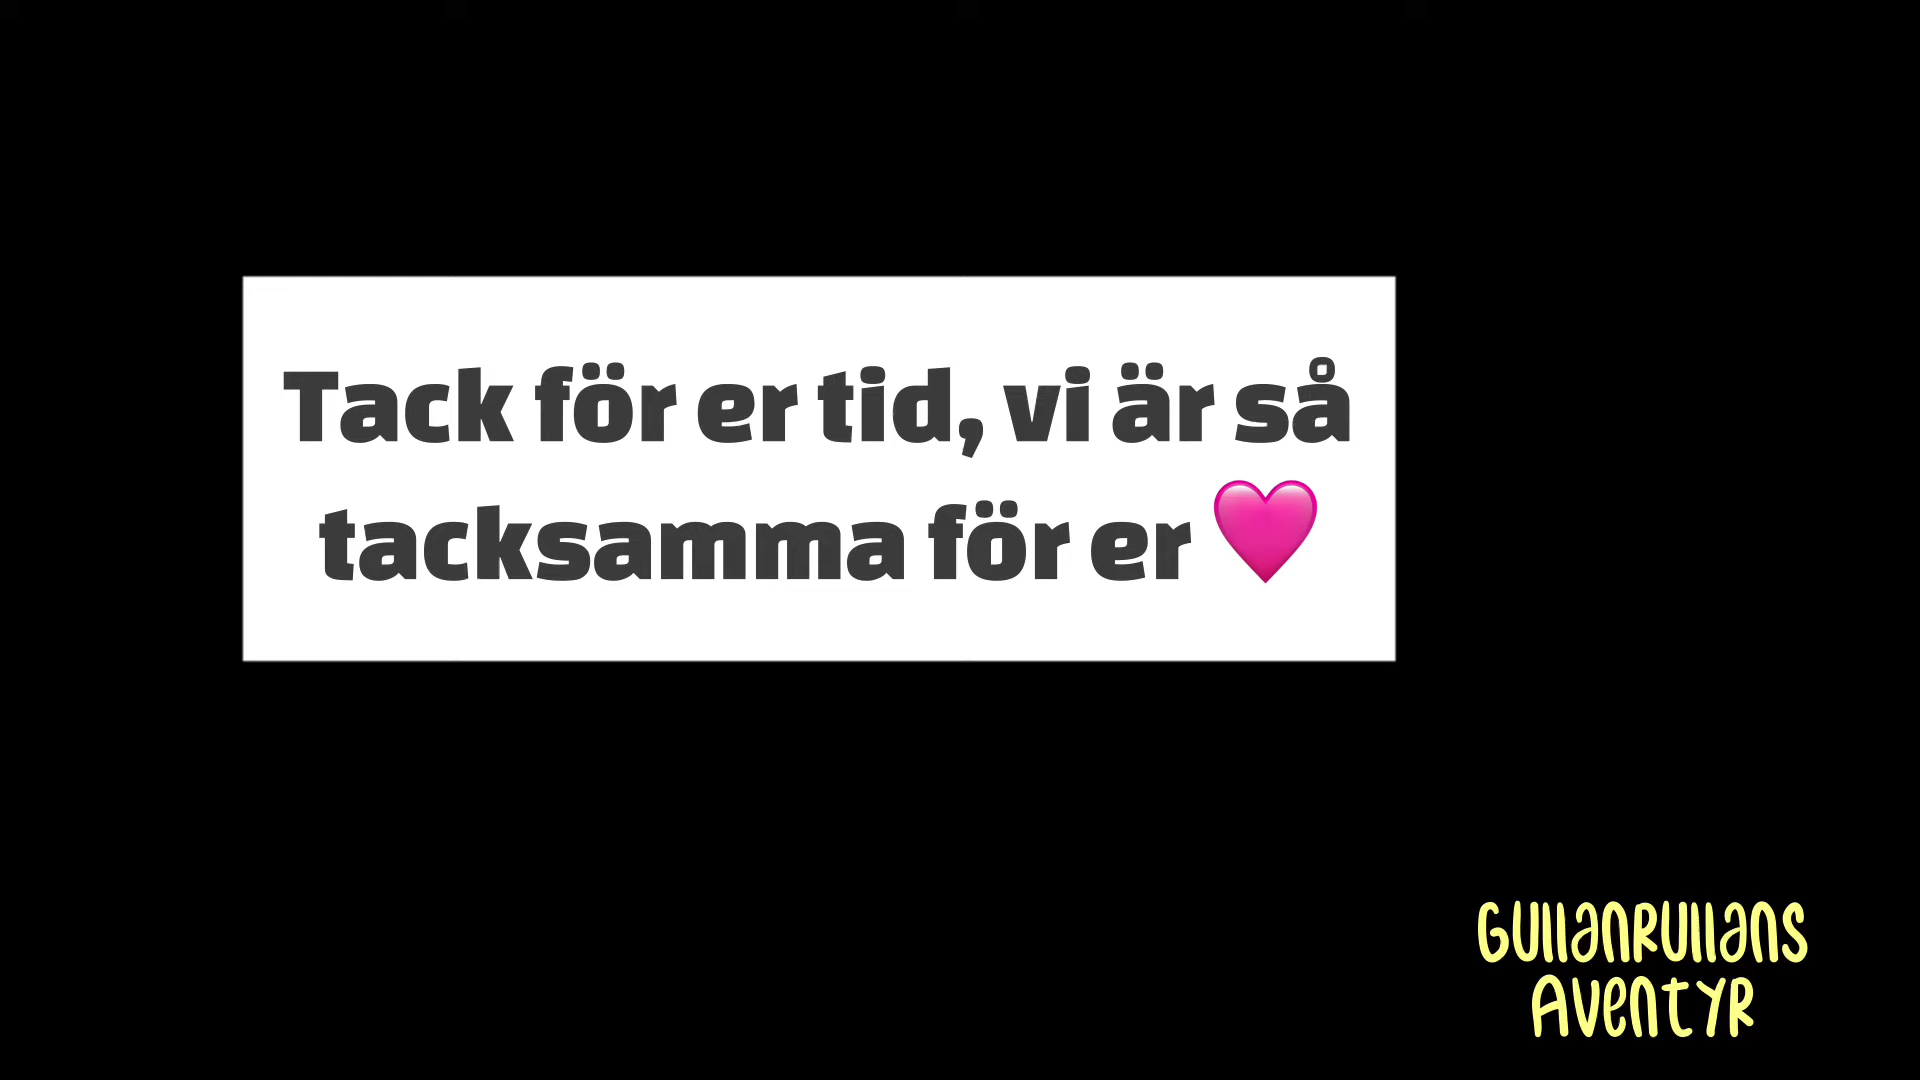 Tack för er tid, vi är så
tacksamma för er 🩷
GullanRullans
Aventyr